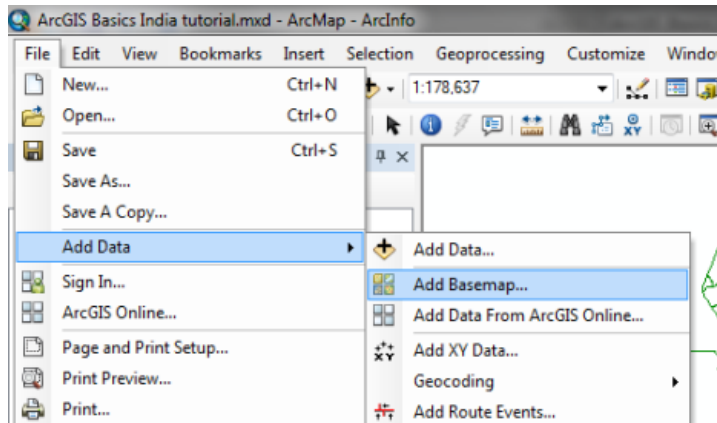 ArcGIS Basics India tutorial.mxd - ArcMap - ArcInfo
File Edit View Bookmarks Insert Selection Geoprocessing Customize Windo
New... Ctrl+N
1:178,637
Open... Ctrl+O
Save Ctrl+S
Save As...
Save A Copy...
Add Data
Sign In...
ArcGIS Online...
Page and Print Setup...
Print Preview...
Print...
Add Data...
Add Basemap...
Add Data From ArcGIS Online...
Add XY Data...
Geocoding
Add Route Events...